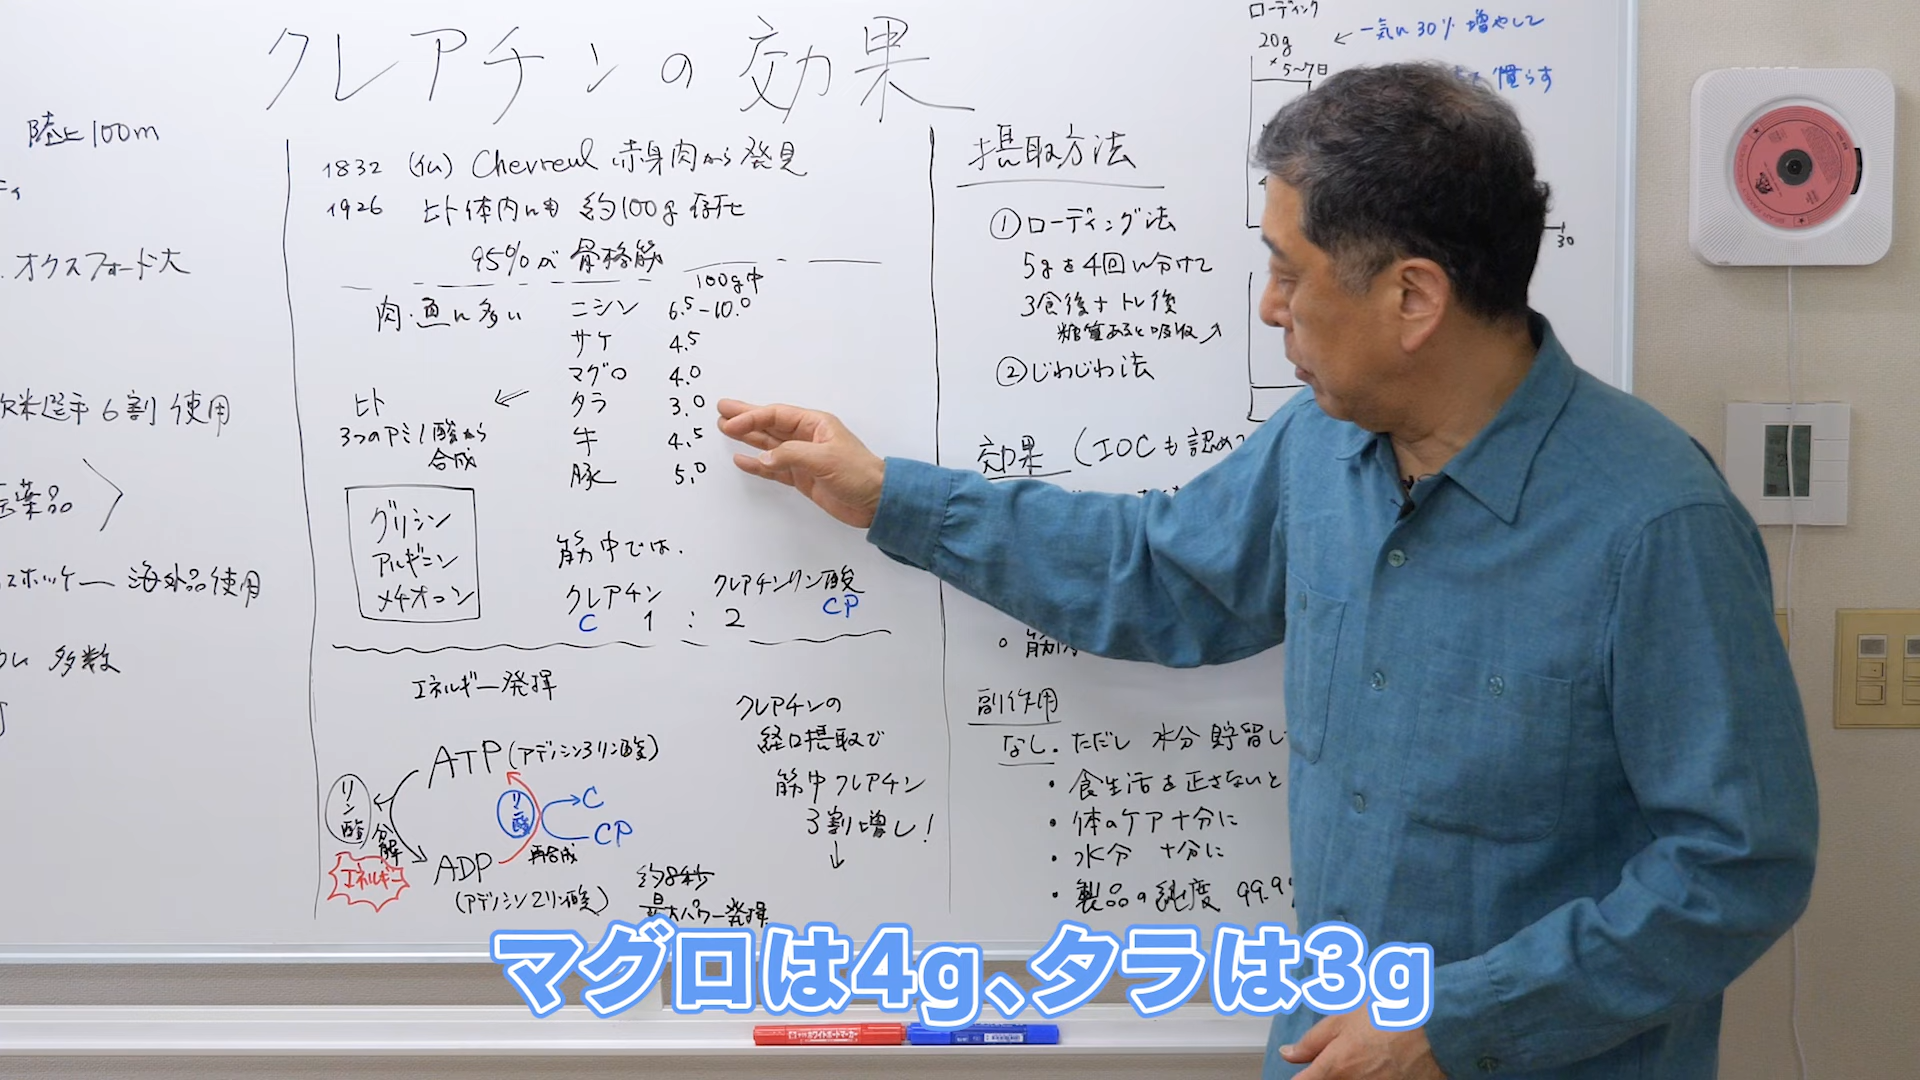 クレアチンの効果
陸上100m
オクスフォード大
欧米選手6割使用
医薬品
海外品使用
多数
1832 (仏) Chevreul 赤身肉から発見
1926 ヒト体内にも約100g存在
95%が骨格筋
100g中
肉・魚に多い
ニシン 6.5-10.0
サケ 4.5
マグロ 4.0
タラ 3.0
牛 4.5
豚 5.0
ヒト
3つのアミノ酸から
合成
グリシン
アルギニン
メチオニン
筋中では、
クレアチン クレアチンリン酸
C 1 : 2 CP
エネルギー発揮
ATP(アデノシン3リン酸)
リン酸
分解
エネルギー
リン酸
C
CP
再合成
ADP
(アデノシン2リン酸)
約8秒
最大パワー発揮
クレアチンの
経口摂取で
筋中クレアチン
3割増し!
↓
ローディング
20g
×5~7日
←一気に30%増やして
慣らす
30
摂取方法
①ローディング法
5gを4回に分けて
3食後+トレ後
糖質あると吸収↗
②じわじわ法
効果(IOCも認めて
副作用
なし。ただし 水分貯留し
・食生活を正さないと
・体のケア十分に
・水分 十分に
・製品の純度 99.9%
マグロは4g、タラは3g